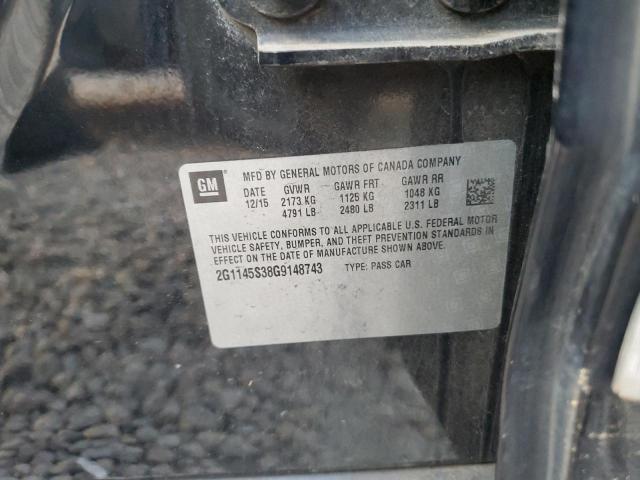 GM
MFD BY GENERAL MOTORS OF CANADA COMPANY
DATE GVWR GAWR FRT GAWR RR
12/15 2173 KG 1125 KG 1048 KG
4791 LB 2480 LB 2311 LB
THIS VEHICLE CONFORMS TO ALL APPLICABLE U.S. FEDERAL MOTOR
VEHICLE SAFETY, BUMPER, AND THEFT PREVENTION STANDARDS IN
EFFECT ON THE DATE OF MANUFACTURE SHOWN ABOVE.
2G1145S38G9148743 TYPE: PASS CAR